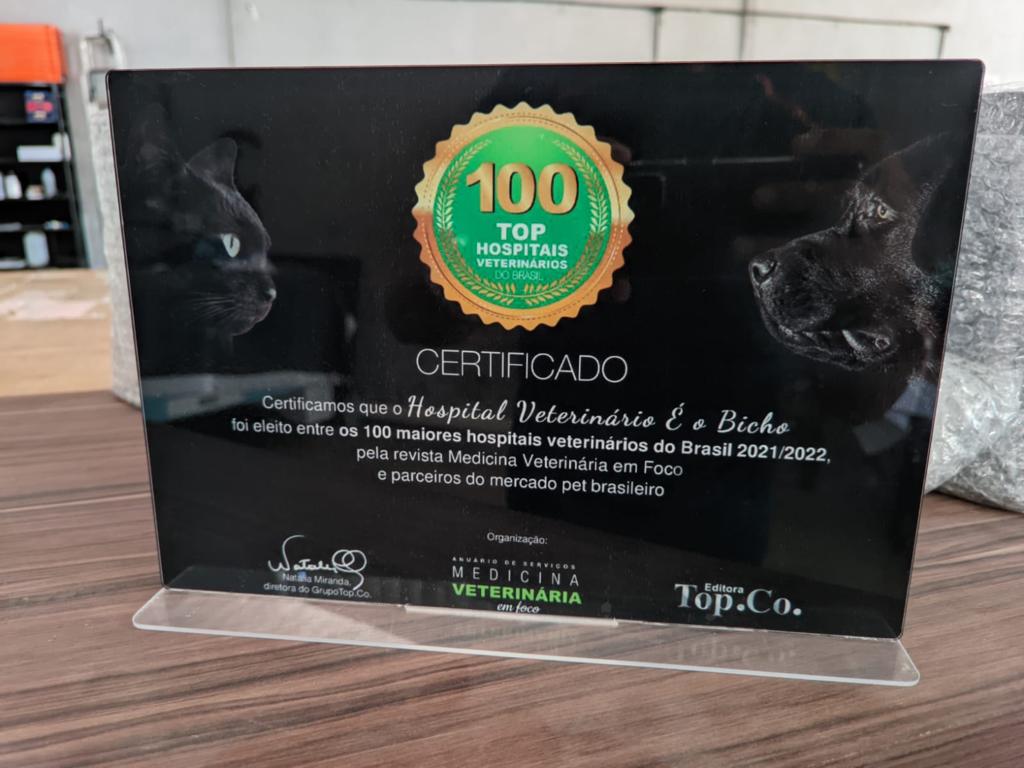 100
TOP
HOSPITAIS
VETERINÁRIOS
DO BRASIL
CERTIFICADO
Certificamos que o Hospital Veterinário É o Bicho
foi eleito entre os 100 maiores hospitais veterinários do Brasil 2021/2022,
pela revista Medicina Veterinária em Foco
e parceiros do mercado pet brasileiro
Organização:
Natalia Miranda,
diretora do GrupoTop.Co.
ANUÁRIO DE SERVIÇOS
MEDICINA
VETERINÁRIA
em foco
Editora
Top.Co.